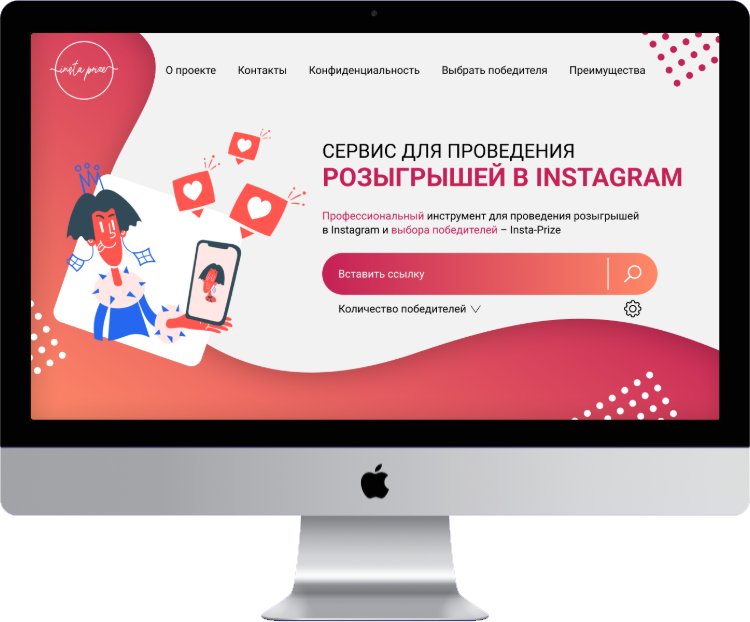 insta prize
О проекте Контакты Конфиденциальность Выбрать победителя Преимущества
СЕРВИС ДЛЯ ПРОВЕДЕНИЯ
РОЗЫГРЫШЕЙ В INSTAGRAM
Профессиональный инструмент для проведения розыгрышей
в Instagram и выбора победителей – Insta-Prize
Вставить ссылку
Количество победителей